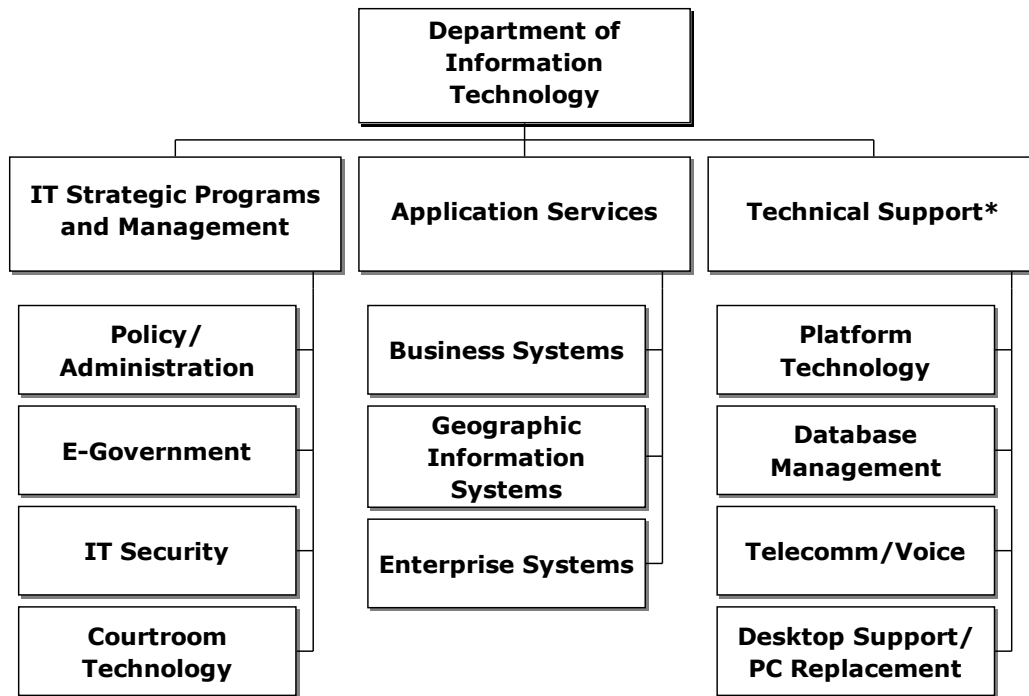 Department of
Information
Technology
IT Strategic Programs
and Management
Application Services
Technical Support*
Policy/
Administration
E-Government
IT Security
Courtroom
Technology
Business Systems
Geographic
Information
Systems
Enterprise Systems
Platform
Technology
Database
Management
Telecomm/Voice
Desktop Support/
PC Replacement